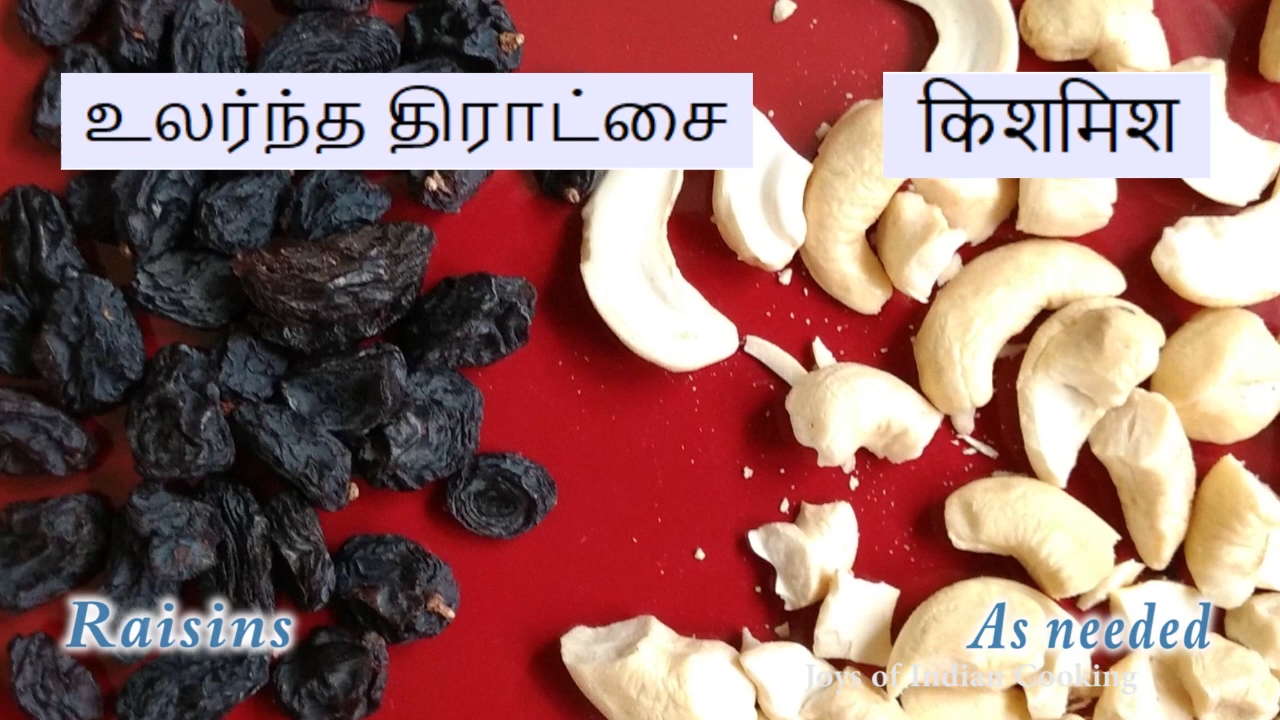 உலர்ந்த திராட்சை
किशमिश
Raisins
As needed
Joys of Indian Cooking